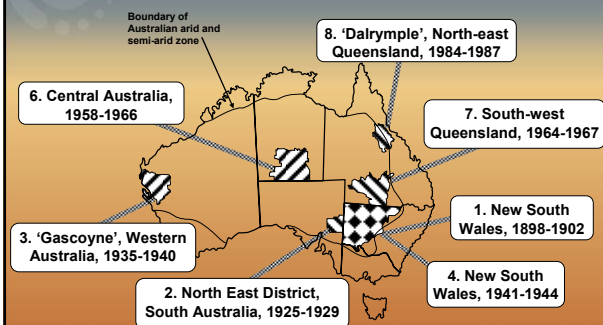 Boundary of
Australian arid and
semi-arid zone
8. ‘Dalrymple’, North-east
Queensland, 1984-1987
6. Central Australia,
1958-1966
7. South-west
Queensland, 1964-1967
1. New South
Wales, 1898-1902
3. ‘Gascoyne’, Western
Australia, 1935-1940
4. New South
Wales, 1941-1944
2. North East District,
South Australia, 1925-1929